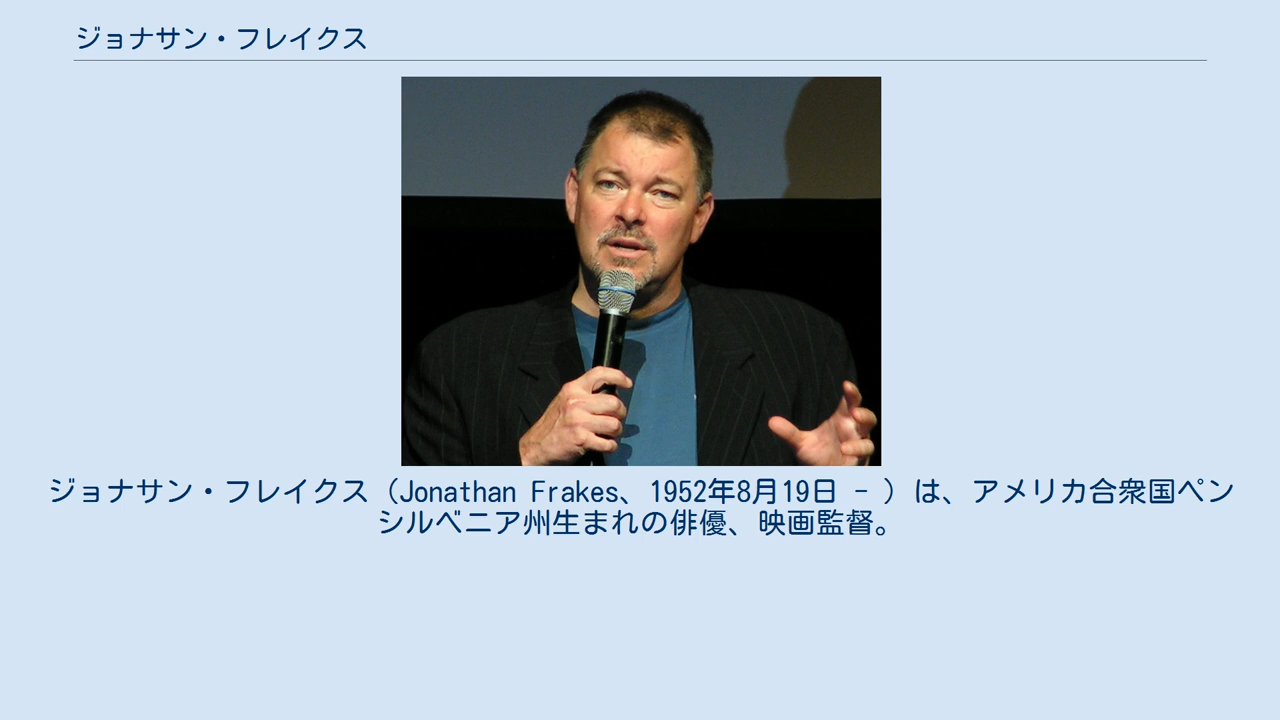 ジョナサン・フレイクス
ジョナサン・フレイクス（Jonathan Frakes、1952年8月19日 - ）は、アメリカ合衆国ペン
シルベニア州生まれの俳優、映画監督。